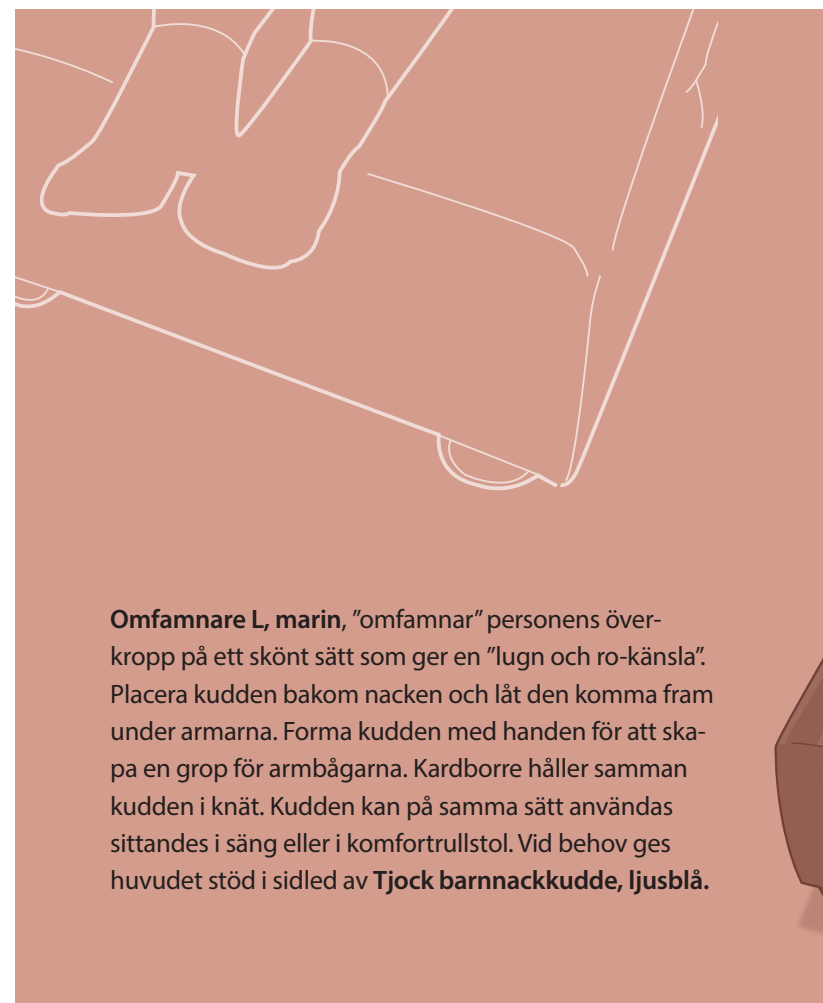 Omfamnare L, marin, ”omfamnar” personens över-
kropp på ett skönt sätt som ger en ”lugn och ro-känsla”.
Placera kudden bakom nacken och låt den komma fram
under armarna. Forma kudden med handen för att ska-
pa en grop för armbågarna. Kardborre håller samman
kudden i knät. Kudden kan på samma sätt användas
sittandes i säng eller i komfortrullstol. Vid behov ges
huvudet stöd i sidled av Tjock barnnackkudde, ljusblå.